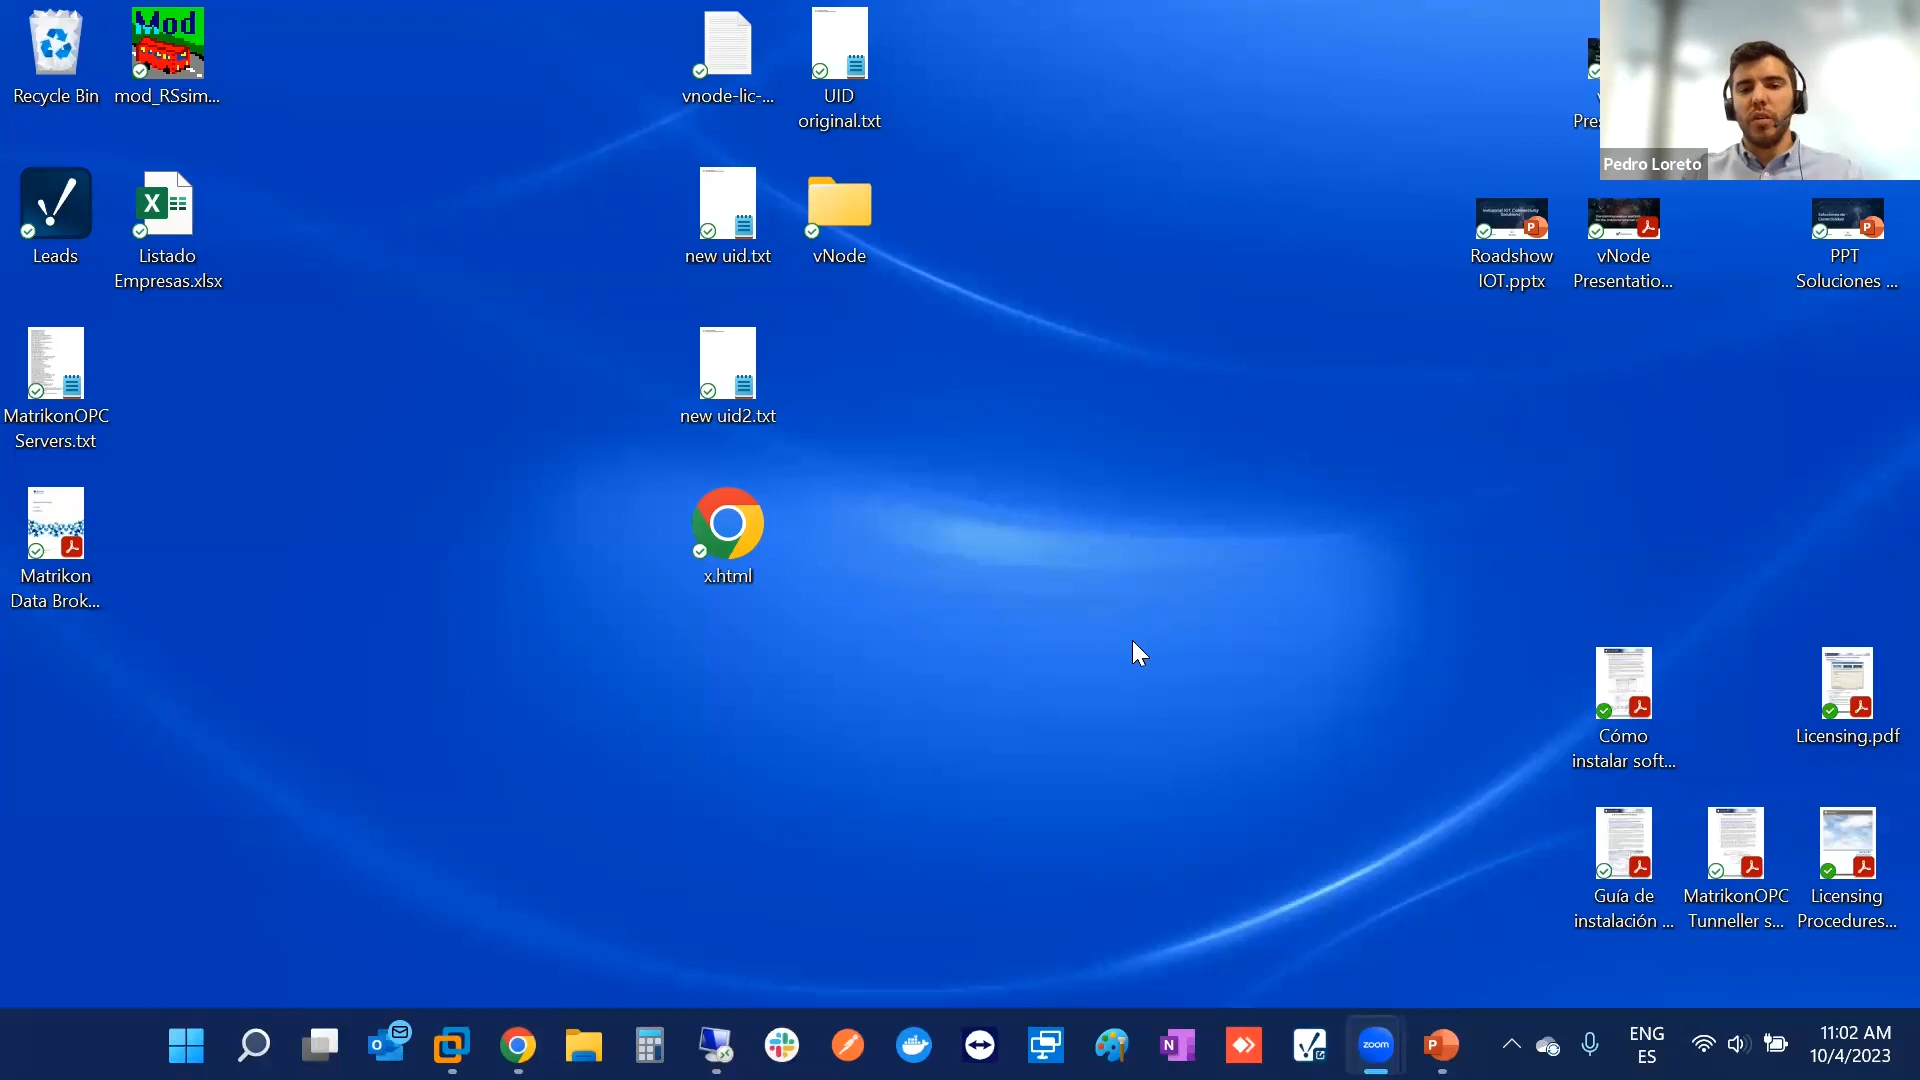 Recycle Bin
Mod
mod_RSsim...
vnode-lic-...
UID
original.txt
Pedro Loreto
Leads
Listado
Empresas.xlsx
new uid.txt
vNode
Roadshow
IOT.pptx
vNode
Presentatio...
PPT
Soluciones ...
MatrikonOPC
Servers.txt
new uid2.txt
Matrikon
Data Brok...
x.html
Cómo
instalar soft...
Licensing.pdf
Guía de
instalación ...
MatrikonOPC
Tunneller s...
Licensing
Procedures...
zoom
ENG
ES
11:02 AM
10/4/2023